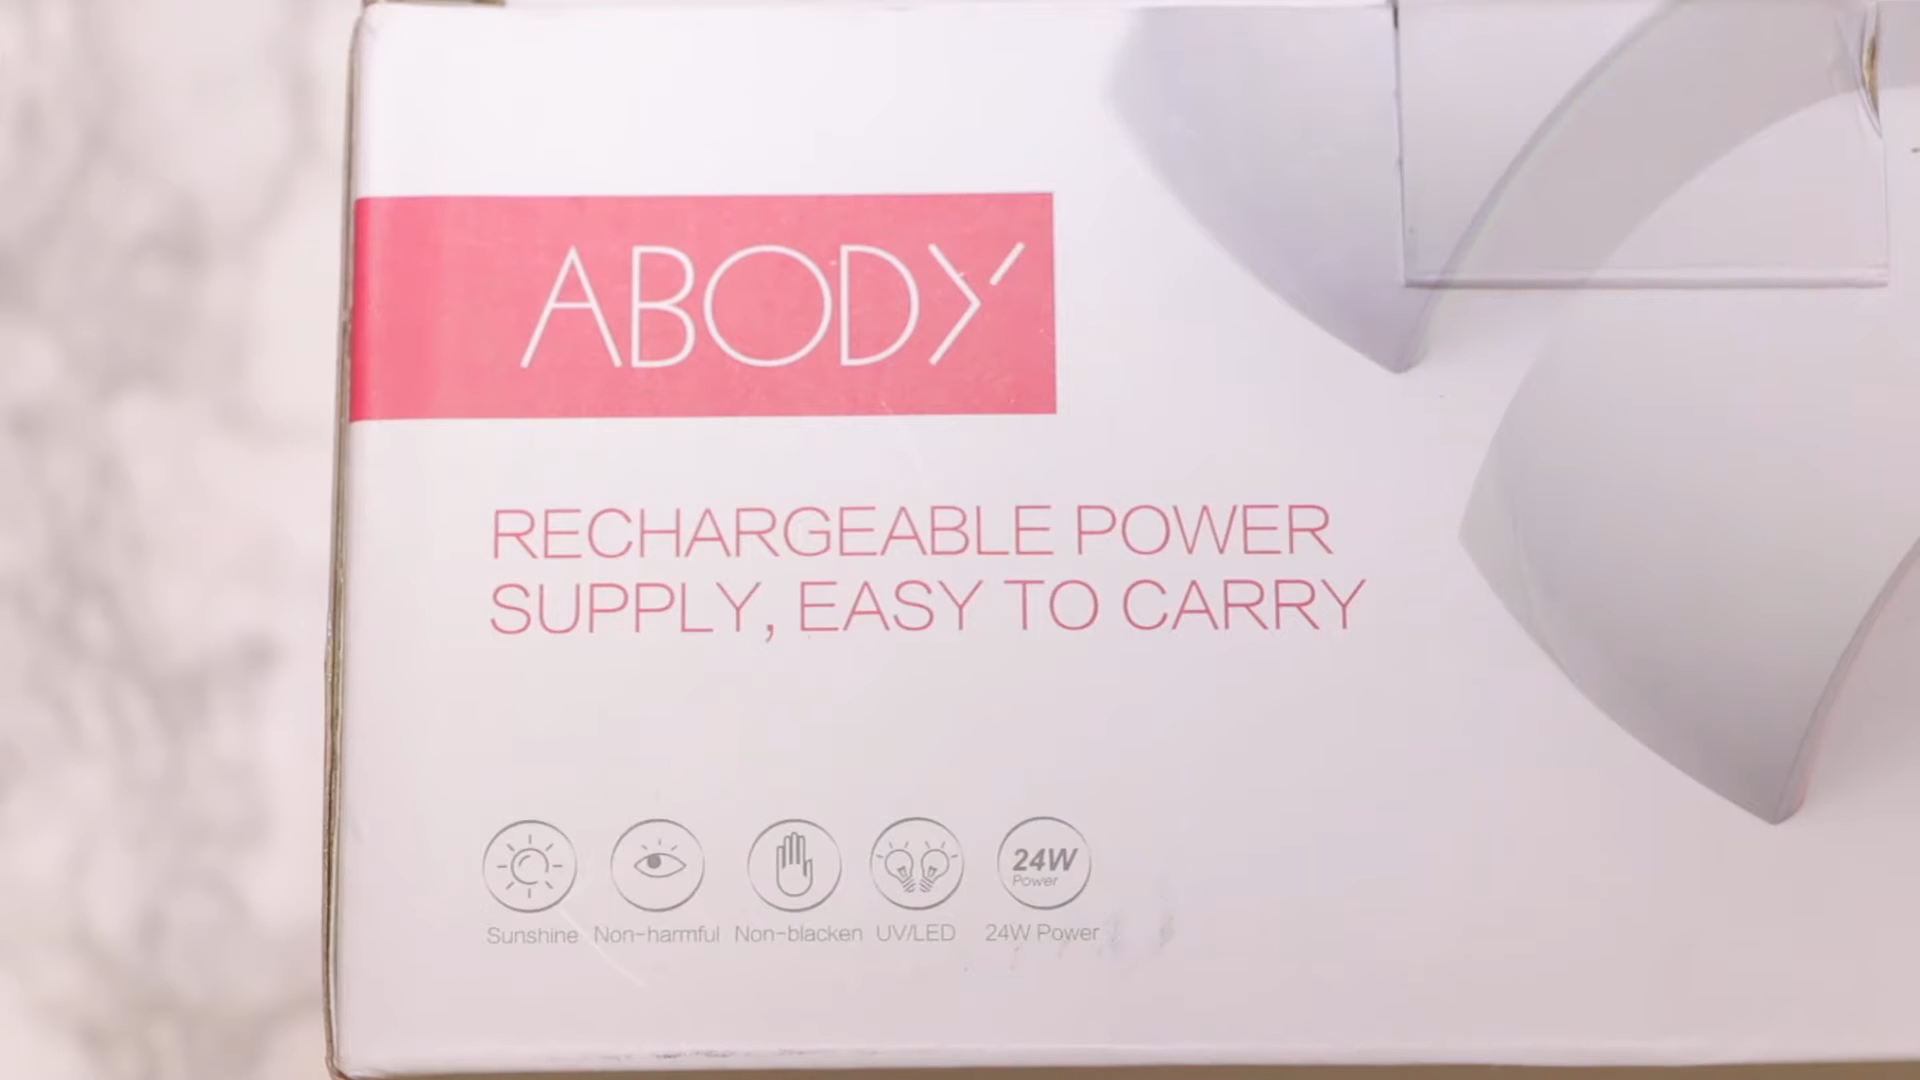 ABODY
RECHARGEABLE POWER
SUPPLY, EASY TO CARRY
24W
Power
Sunshine Non-harmful Non-blacken UV/LED 24W Power